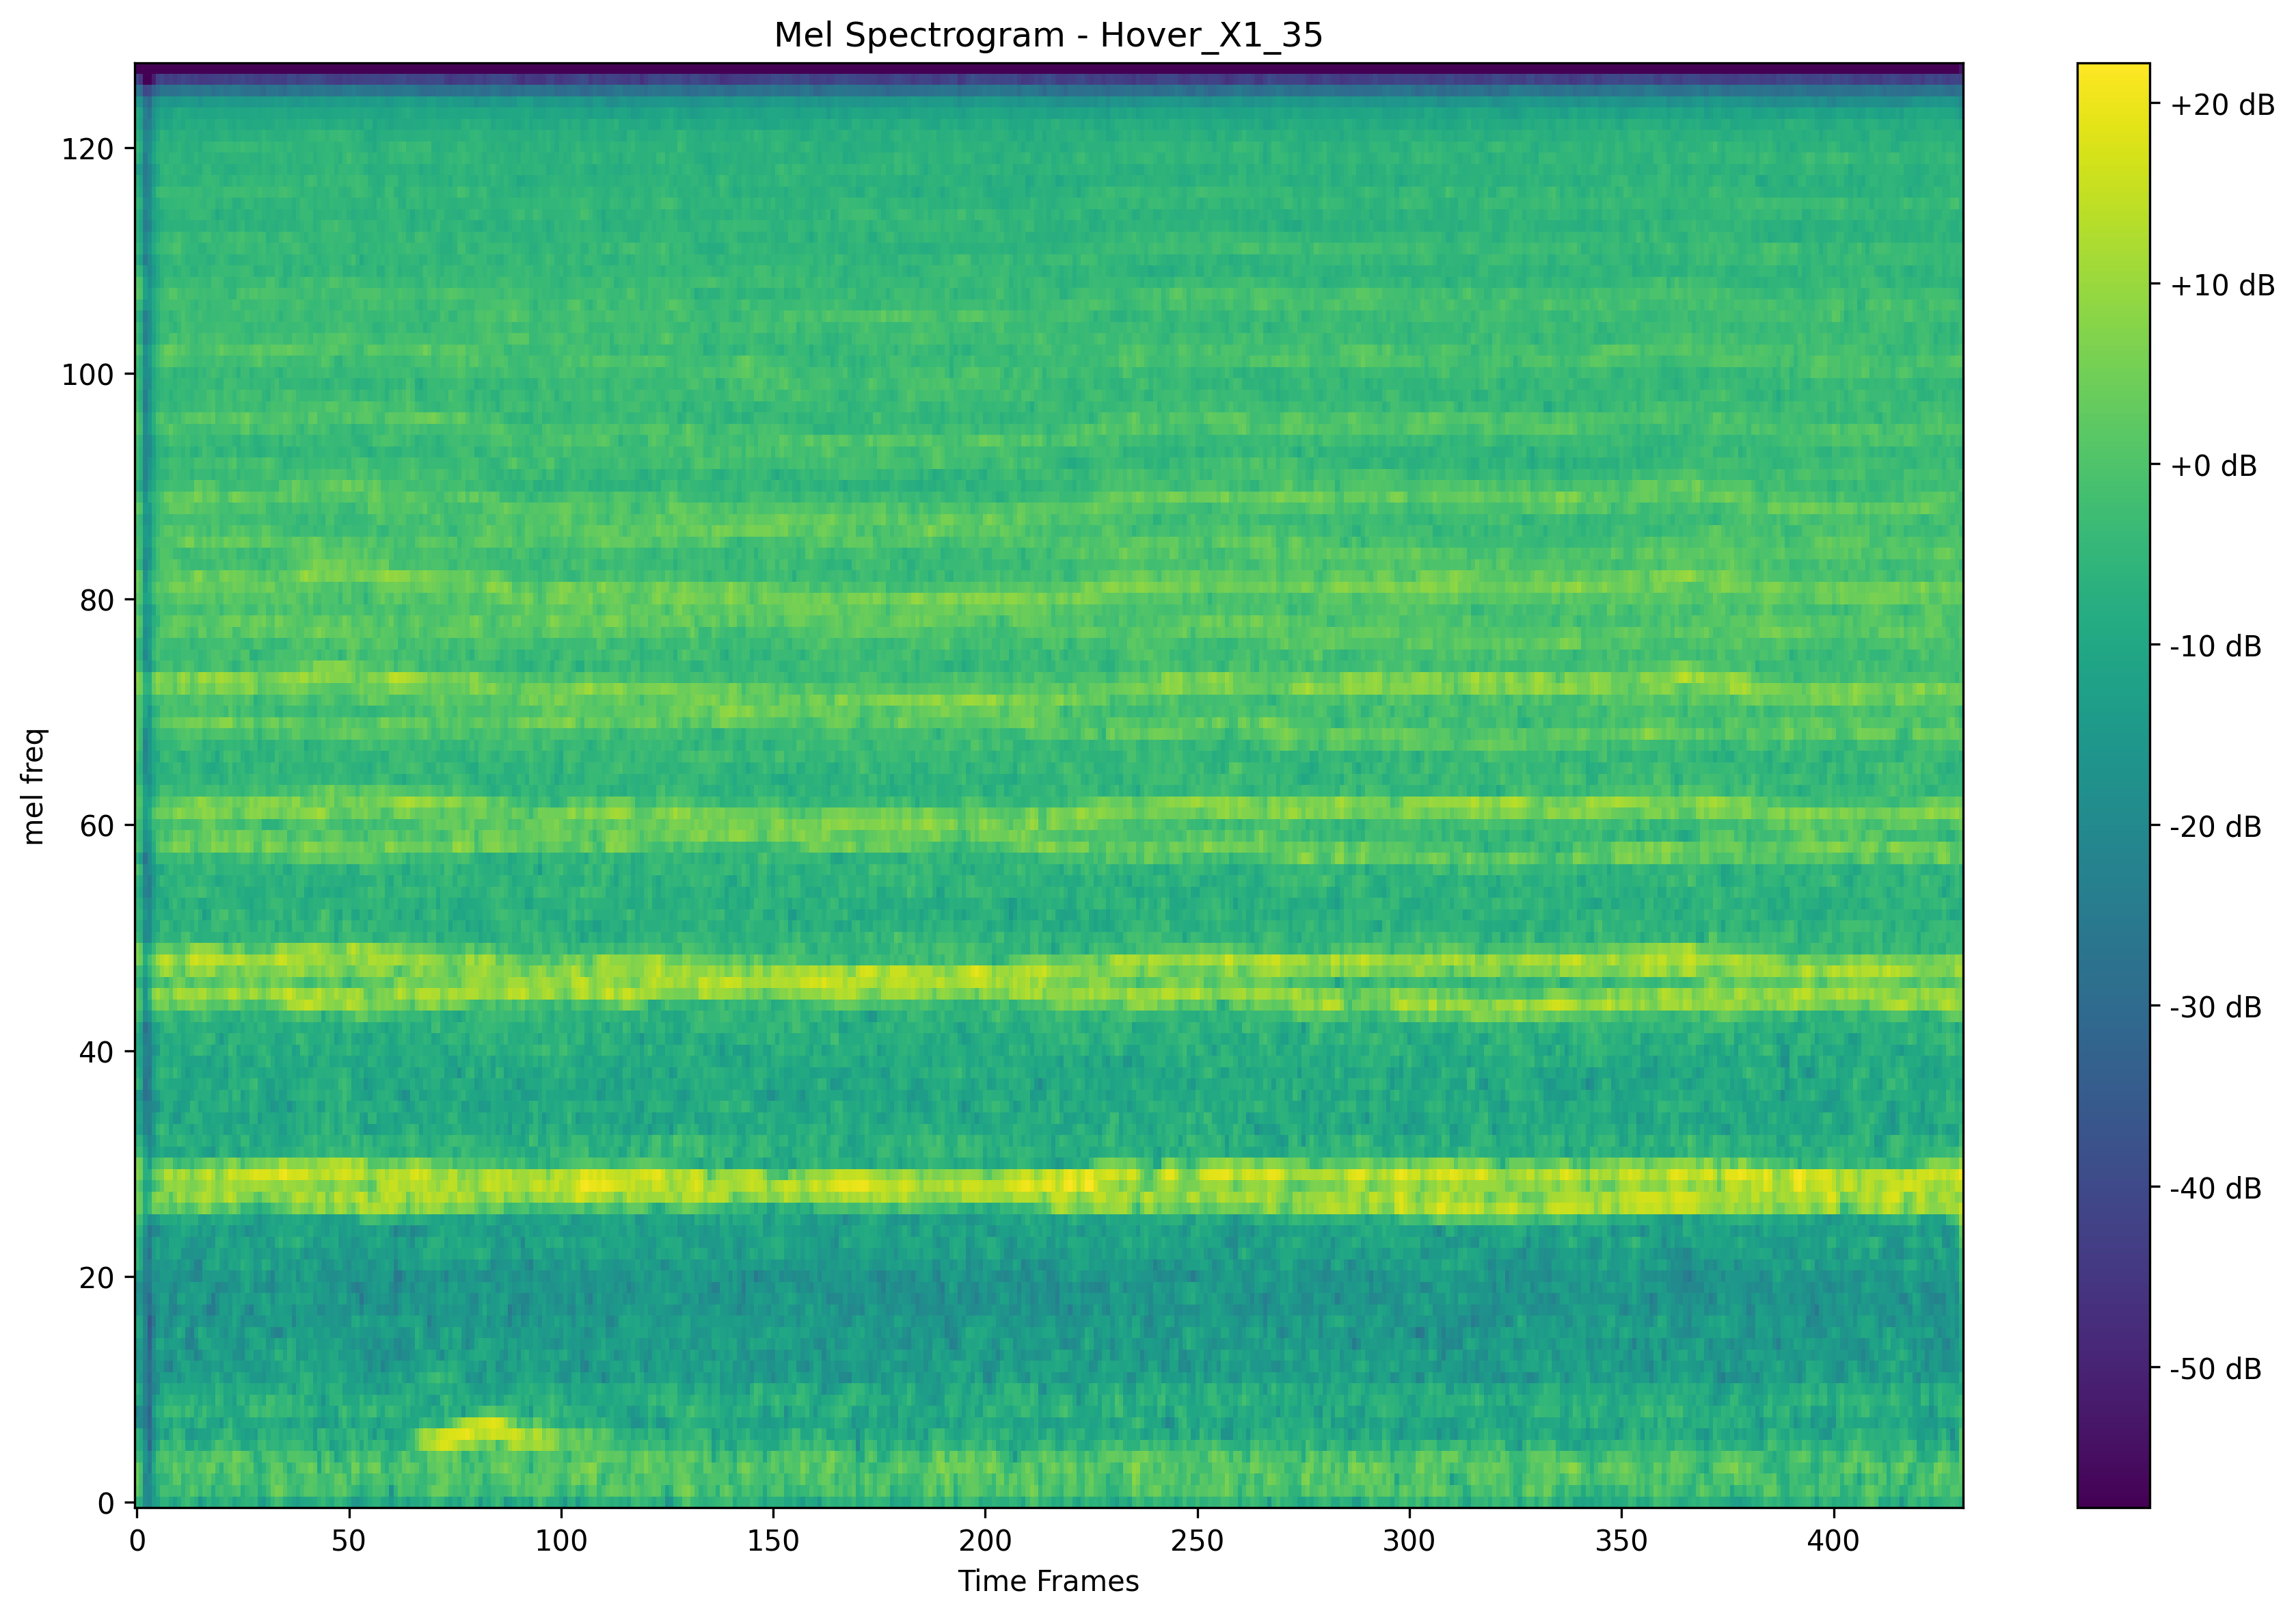 Mel Spectrogram - Hover_X1_35
mel freq
120
100
80
60
40
20
0
0 50 100 150 200 250 300 350 400
Time Frames
+20 dB
+10 dB
+0 dB
-10 dB
-20 dB
-30 dB
-40 dB
-50 dB